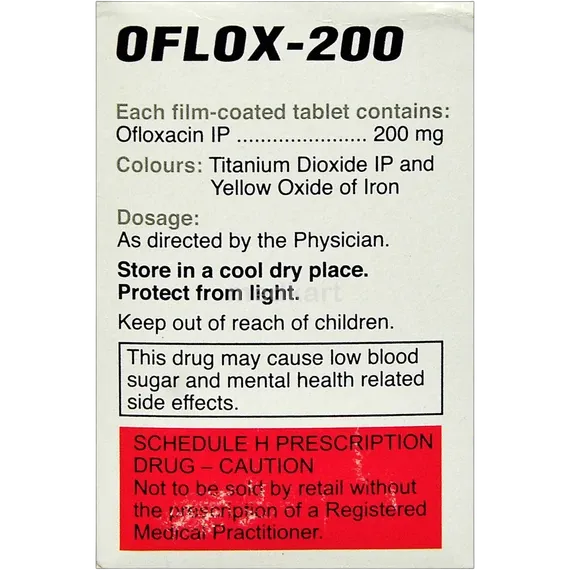 OFLOX-200
Each film-coated tablet contains:
Ofloxacin IP ...................... 200 mg
Colours: Titanium Dioxide IP and
Yellow Oxide of Iron
Dosage:
As directed by the Physician.
Store in a cool dry place.
Protect from light.
Keep out of reach of children.
This drug may cause low blood
sugar and mental health related
side effects.
SCHEDULE H PRESCRIPTION
DRUG – CAUTION
Not to be sold by retail without
the prescription of a Registered
Medical Practitioner.